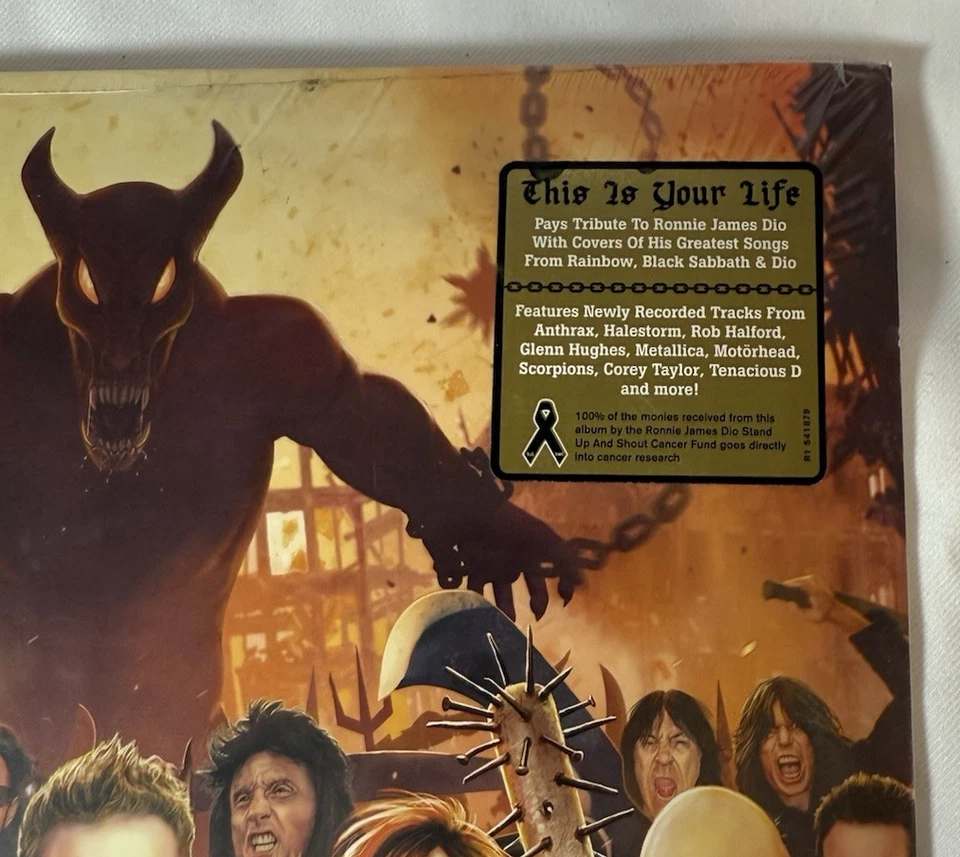 This Is Your Life
Pays Tribute To Ronnie James Dio
With Covers Of His Greatest Songs
From Rainbow, Black Sabbath & Dio
Features Newly Recorded Tracks From
Anthrax, Halestorm, Rob Halford,
Glenn Hughes, Metallica, Motörhead,
Scorpions, Corey Taylor, Tenacious D
and more!
100% of the monies received from this
album by the Ronnie James Dio Stand
Up And Shout Cancer Fund goes directly
into cancer research
R1 541879